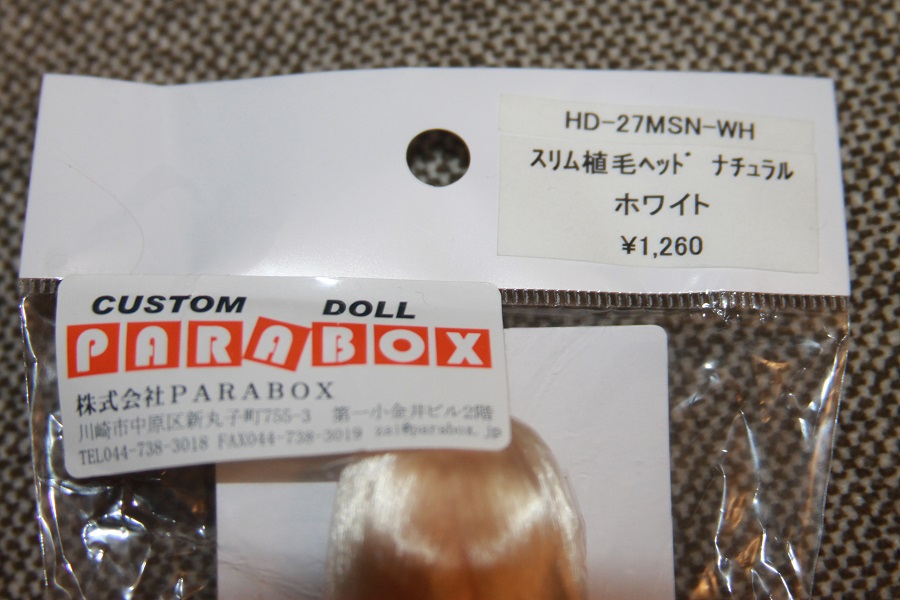 HD-27MSN-WH
スリム植毛ﾍｯﾄﾞ ﾅﾁｭﾗﾙ
ホワイト
¥1,260
CUSTOM DOLL
PARABOX
株式会社PARABOX
川崎市中原区新丸子町755-3 第一小金井ビル2階
TEL044-738-3018 FAX044-738-3019 zai@parabox.jp